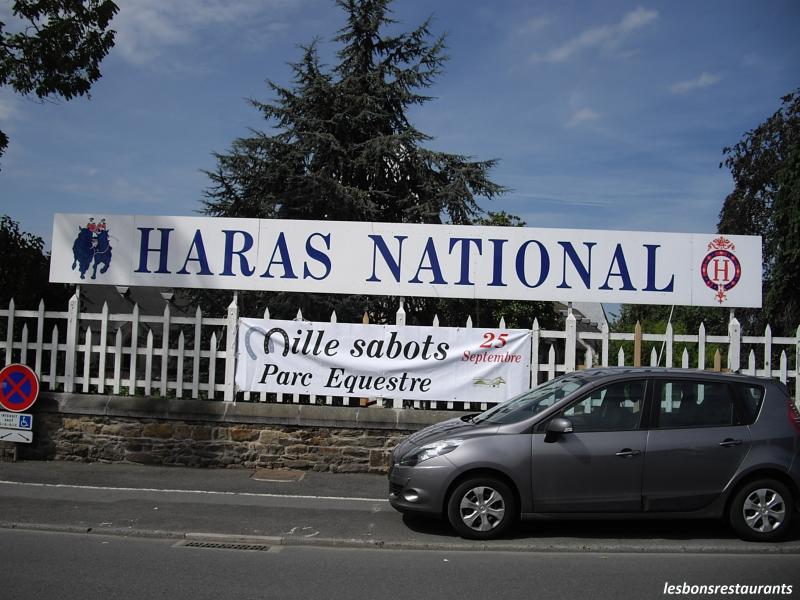 HARAS NATIONAL
H
Mille sabots
Parc Equestre
25
Septembre
lesbonsrestaurants